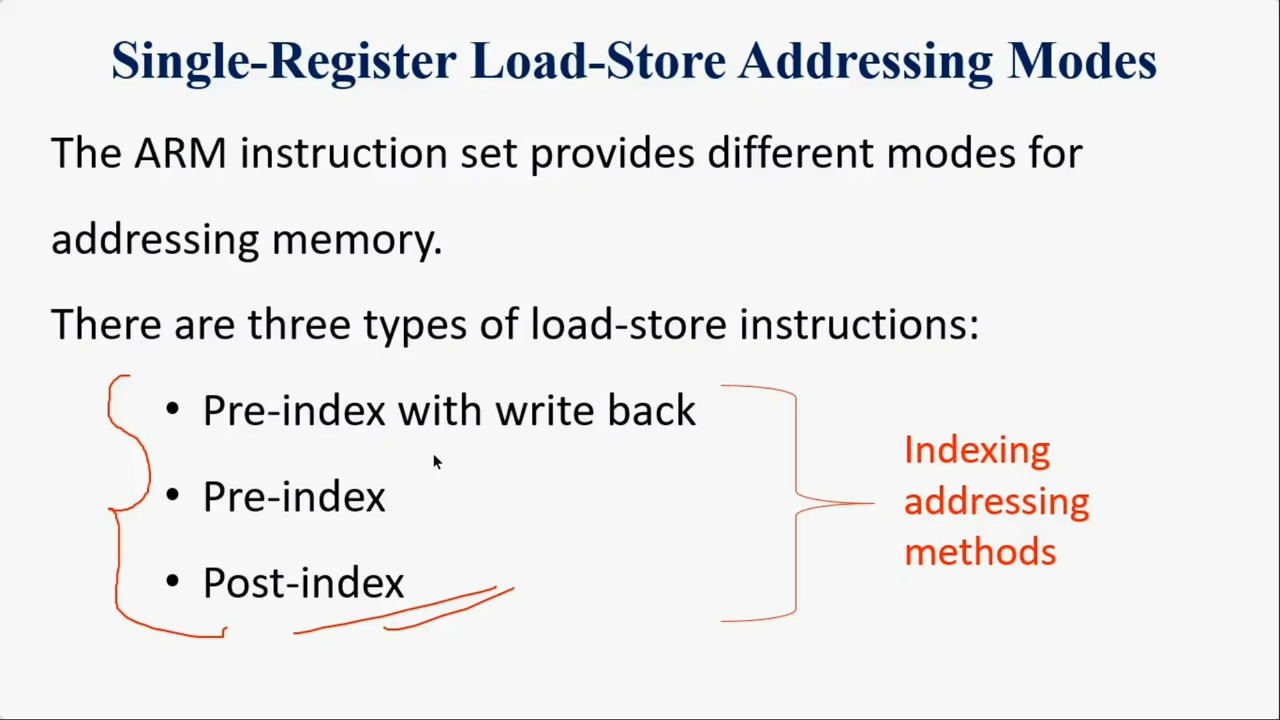 Single-Register Load-Store Addressing Modes
The ARM instruction set provides different modes for
addressing memory.
There are three types of load-store instructions:
• Pre-index with write back
• Pre-index
• Post-index
Indexing
addressing
methods